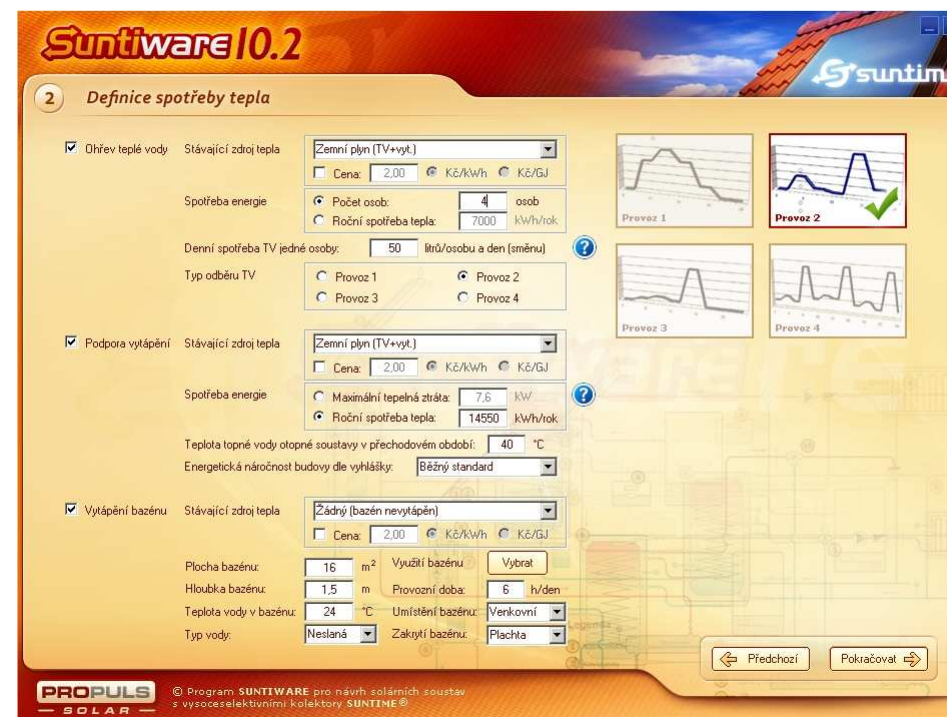 Suntiware 10.2
suntim
2 Definice spotřeby tepla
Ohřev teplé vody Stávající zdroj tepla Zemní plyn (TV+vyt.)
Cena: 2,00 Kč/kWh Kč/GJ
Spotřeba energie Počet osob: 4 osob
Roční spotřeba tepla: 7000 kWh/rok
Denní spotřeba TV jedné osoby: 50 litrů/osobu a den (směnu) ?
Typ odběru TV Provoz 1 Provoz 2
Provoz 3 Provoz 4
Provoz 1 Provoz 2
Provoz 3 Provoz 4
Podpora vytápění Stávající zdroj tepla Zemní plyn (TV+vyt.)
Cena: 2,00 Kč/kWh Kč/GJ
Spotřeba energie Maximální tepelná ztráta: 7,6 kW ?
Roční spotřeba tepla: 14550 kWh/rok
Teplota topné vody otopné soustavy v přechodovém období: 40 °C
Energetická náročnost budovy dle vyhlášky: Běžný standard
Vytápění bazénu Stávající zdroj tepla Žádný (bazén nevytápěn)
Cena: 2,00 Kč/kWh Kč/GJ
Plocha bazénu: 16 m² Využití bazénu Vybrat
Hloubka bazénu: 1,5 m Provozní doba: 6 h/den
Teplota vody v bazénu: 24 °C Umístění bazénu: Venkovní
Typ vody: Neslaná Zakrytí bazénu: Plachta
Předchozí Pokračovat
PROPULS
SOLAR
© Program SUNTIWARE pro návrh solárních soustav
s vysoceselektivními kolektory SUNTIME®